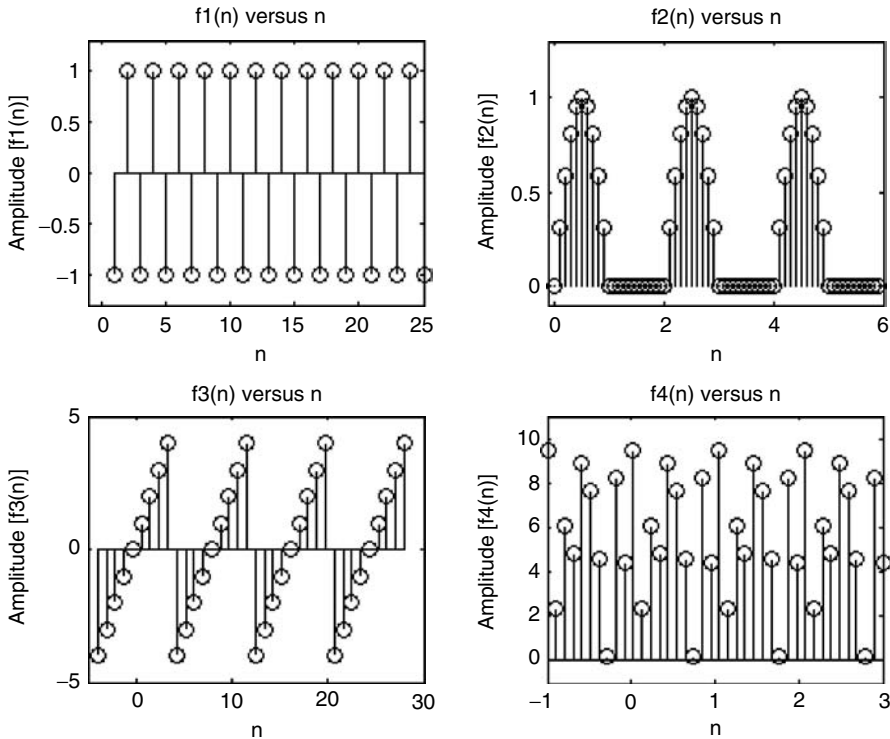 f1(n) versus n
Amplitude [f1(n)]
1
0.5
0
−0.5
−1
0 5 10 15 20 25
n
f2(n) versus n
Amplitude [f2(n)]
1
0.5
0
0 2 4 6
n
f3(n) versus n
Amplitude [f3(n)]
5
0
−5
0 10 20 30
n
f4(n) versus n
Amplitude [f4(n)]
10
8
6
4
2
0
−1 0 1 2 3
n